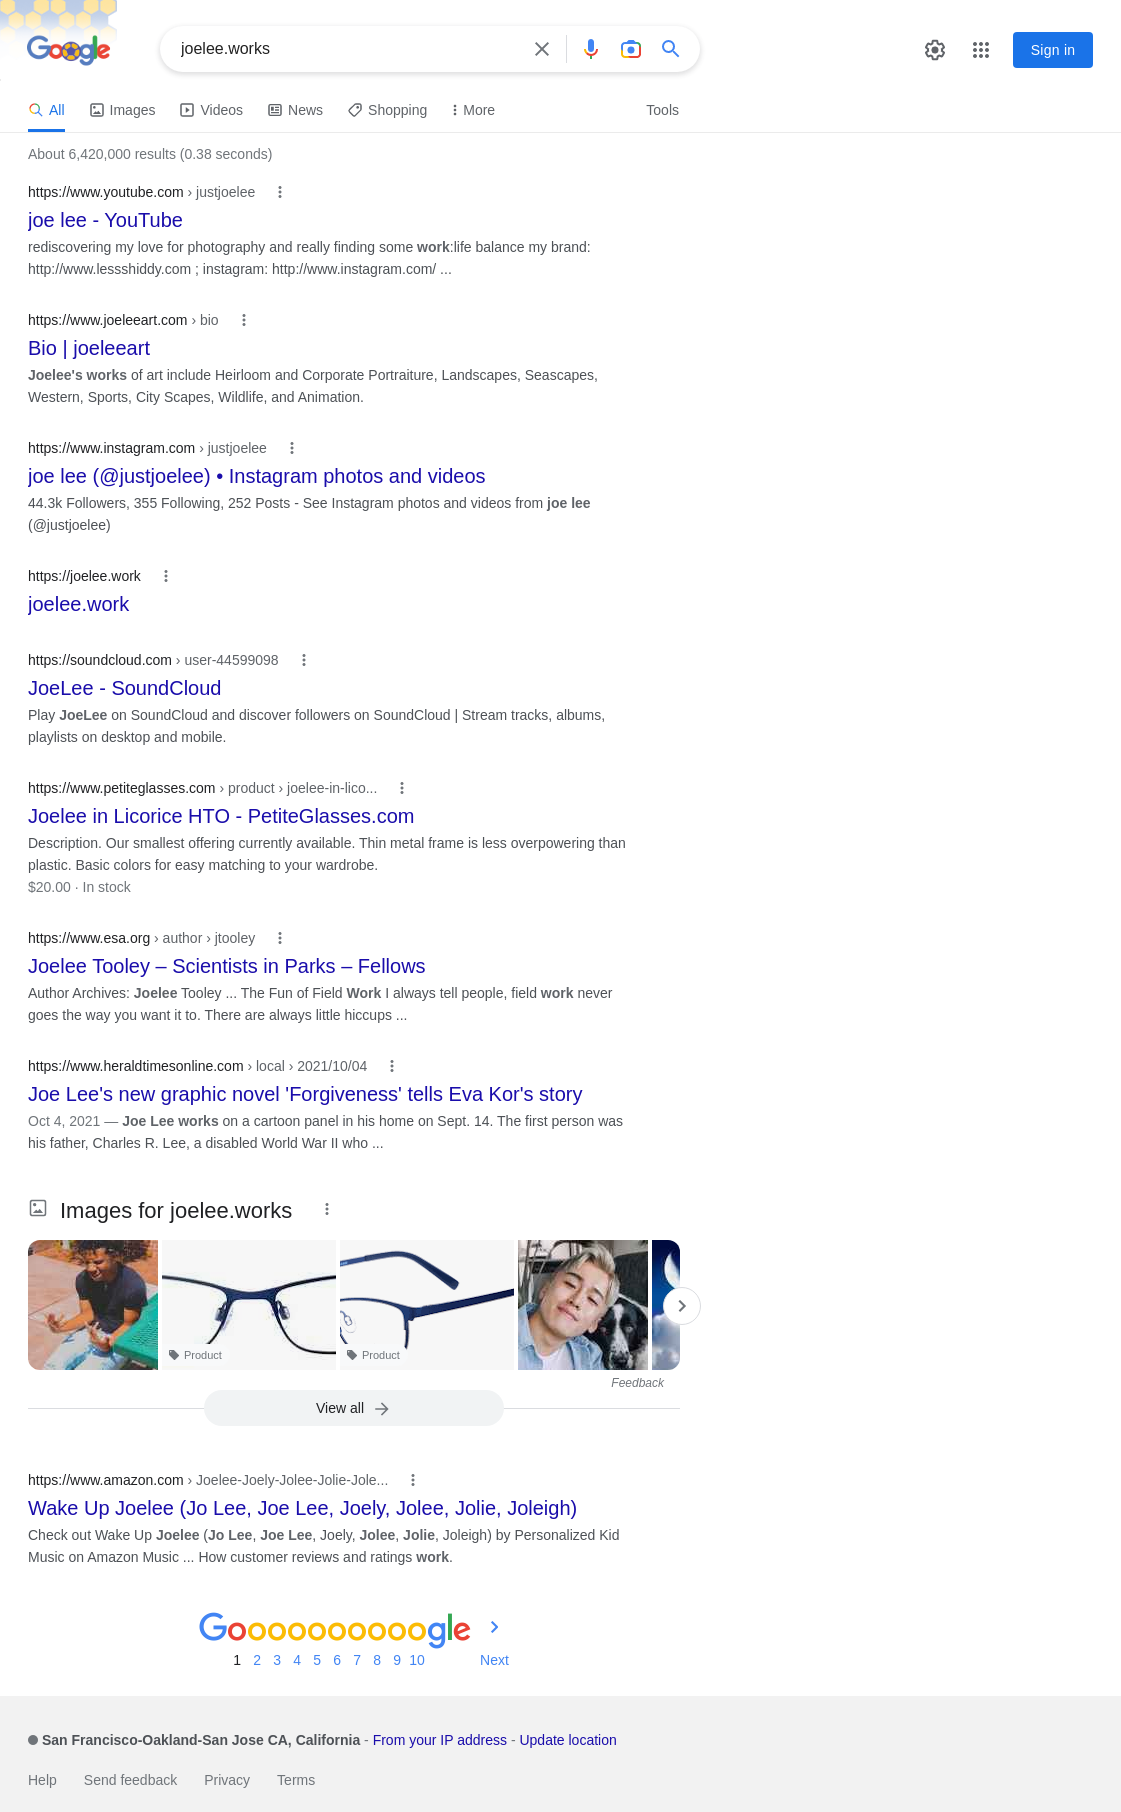 Google
joelee.works
Sign in
All Images Videos News Shopping More Tools
About 6,420,000 results (0.38 seconds)
https://www.youtube.com › justjoelee
joe lee - YouTube
rediscovering my love for photography and really finding some work:life balance my brand:
http://www.lessshiddy.com ; instagram: http://www.instagram.com/ ...
https://www.joeleeart.com › bio
Bio | joeleeart
Joelee's works of art include Heirloom and Corporate Portraiture, Landscapes, Seascapes,
Western, Sports, City Scapes, Wildlife, and Animation.
https://www.instagram.com › justjoelee
joe lee (@justjoelee) • Instagram photos and videos
44.3k Followers, 355 Following, 252 Posts - See Instagram photos and videos from joe lee
(@justjoelee)
https://joelee.work
joelee.work
https://soundcloud.com › user-44599098
JoeLee - SoundCloud
Play JoeLee on SoundCloud and discover followers on SoundCloud | Stream tracks, albums,
playlists on desktop and mobile.
https://www.petiteglasses.com › product › joelee-in-lico...
Joelee in Licorice HTO - PetiteGlasses.com
Description. Our smallest offering currently available. Thin metal frame is less overpowering than
plastic. Basic colors for easy matching to your wardrobe.
$20.00 · In stock
https://www.esa.org › author › jtooley
Joelee Tooley – Scientists in Parks – Fellows
Author Archives: Joelee Tooley ... The Fun of Field Work I always tell people, field work never
goes the way you want it to. There are always little hiccups ...
https://www.heraldtimesonline.com › local › 2021/10/04
Joe Lee's new graphic novel 'Forgiveness' tells Eva Kor's story
Oct 4, 2021 — Joe Lee works on a cartoon panel in his home on Sept. 14. The first person was
his father, Charles R. Lee, a disabled World War II who ...
Images for joelee.works
Product Product
Feedback
View all
https://www.amazon.com › Joelee-Joely-Jolee-Jolie-Jole...
Wake Up Joelee (Jo Lee, Joe Lee, Joely, Jolee, Jolie, Joleigh)
Check out Wake Up Joelee (Jo Lee, Joe Lee, Joely, Jolee, Jolie, Joleigh) by Personalized Kid
Music on Amazon Music ... How customer reviews and ratings work.
Goooooooooogle
1 2 3 4 5 6 7 8 9 10 Next
San Francisco-Oakland-San Jose CA, California - From your IP address - Update location
Help Send feedback Privacy Terms